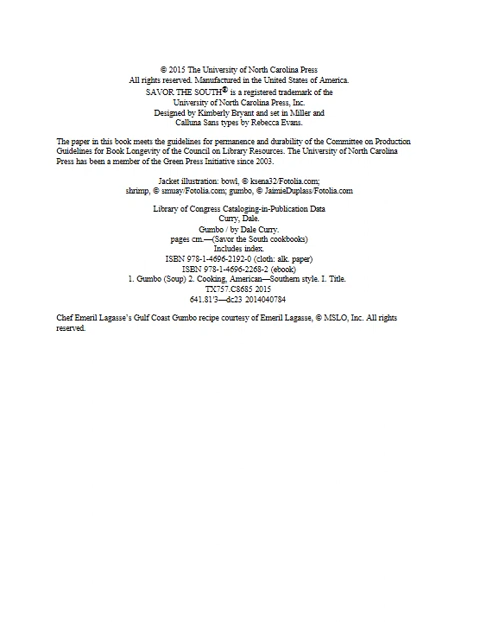 © 2015 The University of North Carolina Press
All rights reserved. Manufactured in the United States of America.
SAVOR THE SOUTH® is a registered trademark of the
University of North Carolina Press, Inc.
Designed by Kimberly Bryant and set in Miller and
Calluna Sans types by Rebecca Evans.
The paper in this book meets the guidelines for permanence and durability of the Committee on Production
Guidelines for Book Longevity of the Council on Library Resources. The University of North Carolina
Press has been a member of the Green Press Initiative since 2003.
Jacket illustration: bowl, © ksena32/Fotolia.com;
shrimp, © smuay/Fotolia.com; gumbo, © JaimieDuplass/Fotolia.com
Library of Congress Cataloging-in-Publication Data
Curry, Dale.
Gumbo / by Dale Curry.
pages cm.—(Savor the South cookbooks)
Includes index.
ISBN 978-1-4696-2192-0 (cloth: alk. paper)
ISBN 978-1-4696-2268-2 (ebook)
1. Gumbo (Soup) 2. Cooking, American—Southern style. I. Title.
TX757.C8685 2015
641.81'3—dc23 2014040784
Chef Emeril Lagasse’s Gulf Coast Gumbo recipe courtesy of Emeril Lagasse, © MSLO, Inc. All rights
reserved.